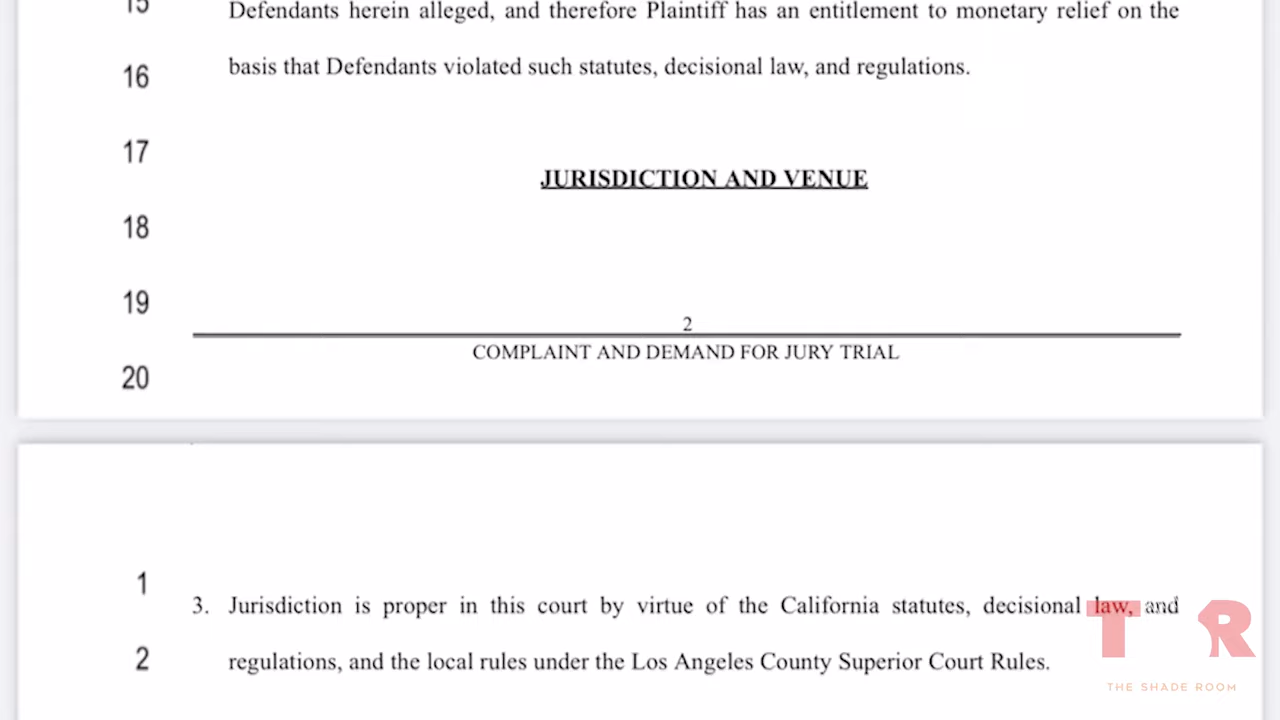 15 Defendants herein alleged, and therefore Plaintiff has an entitlement to monetary relief on the
16 basis that Defendants violated such statutes, decisional law, and regulations.
17
JURISDICTION AND VENUE
18
19
2
COMPLAINT AND DEMAND FOR JURY TRIAL
20
1
3. Jurisdiction is proper in this court by virtue of the California statutes, decisional law, and
2 regulations, and the local rules under the Los Angeles County Superior Court Rules.
T R
THE SHADE ROOM